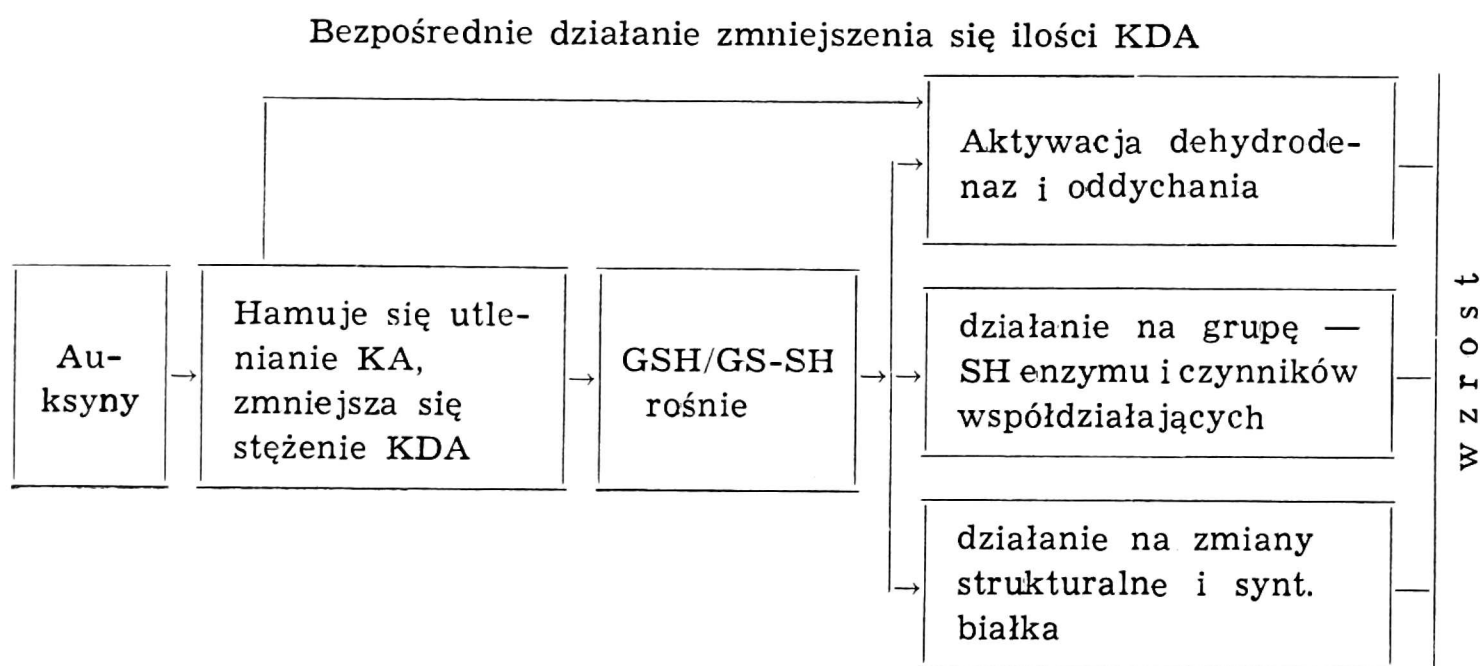 Bezpośrednie działanie zmniejszenia się ilości KDA
Aktywacja dehydrode-
naz i oddychania
Au-
ksyny
Hamuje się utle-
nianie KA,
zmniejsza się
stężenie KDA
GSH/GS-SH
rośnie
działanie na grupę —
SH enzymu i czynników
współdziałających
działanie na zmiany
strukturalne i synt.
białka
wzrost